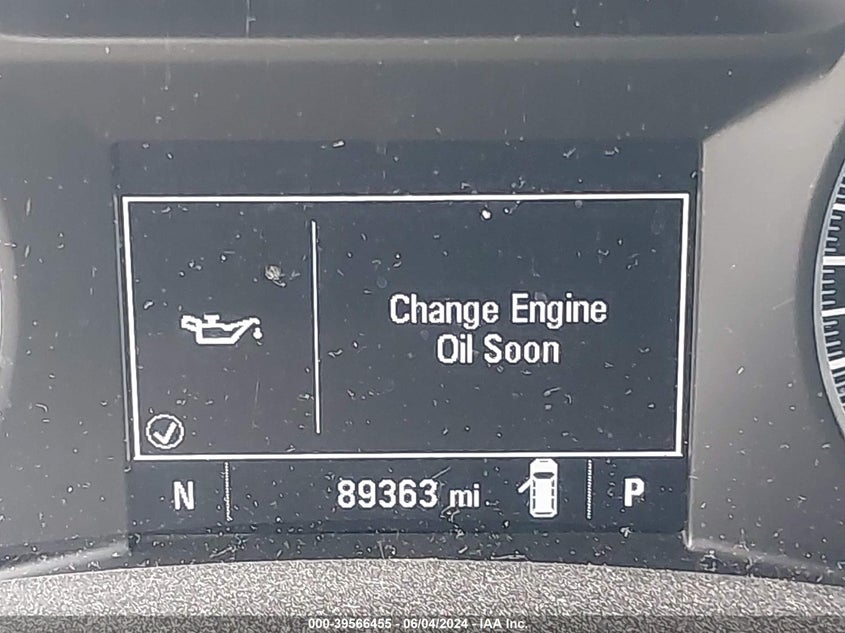 Change Engine
Oil Soon
N 89363 mi P
000-39566455 - 06/04/2024 - IAA Inc.